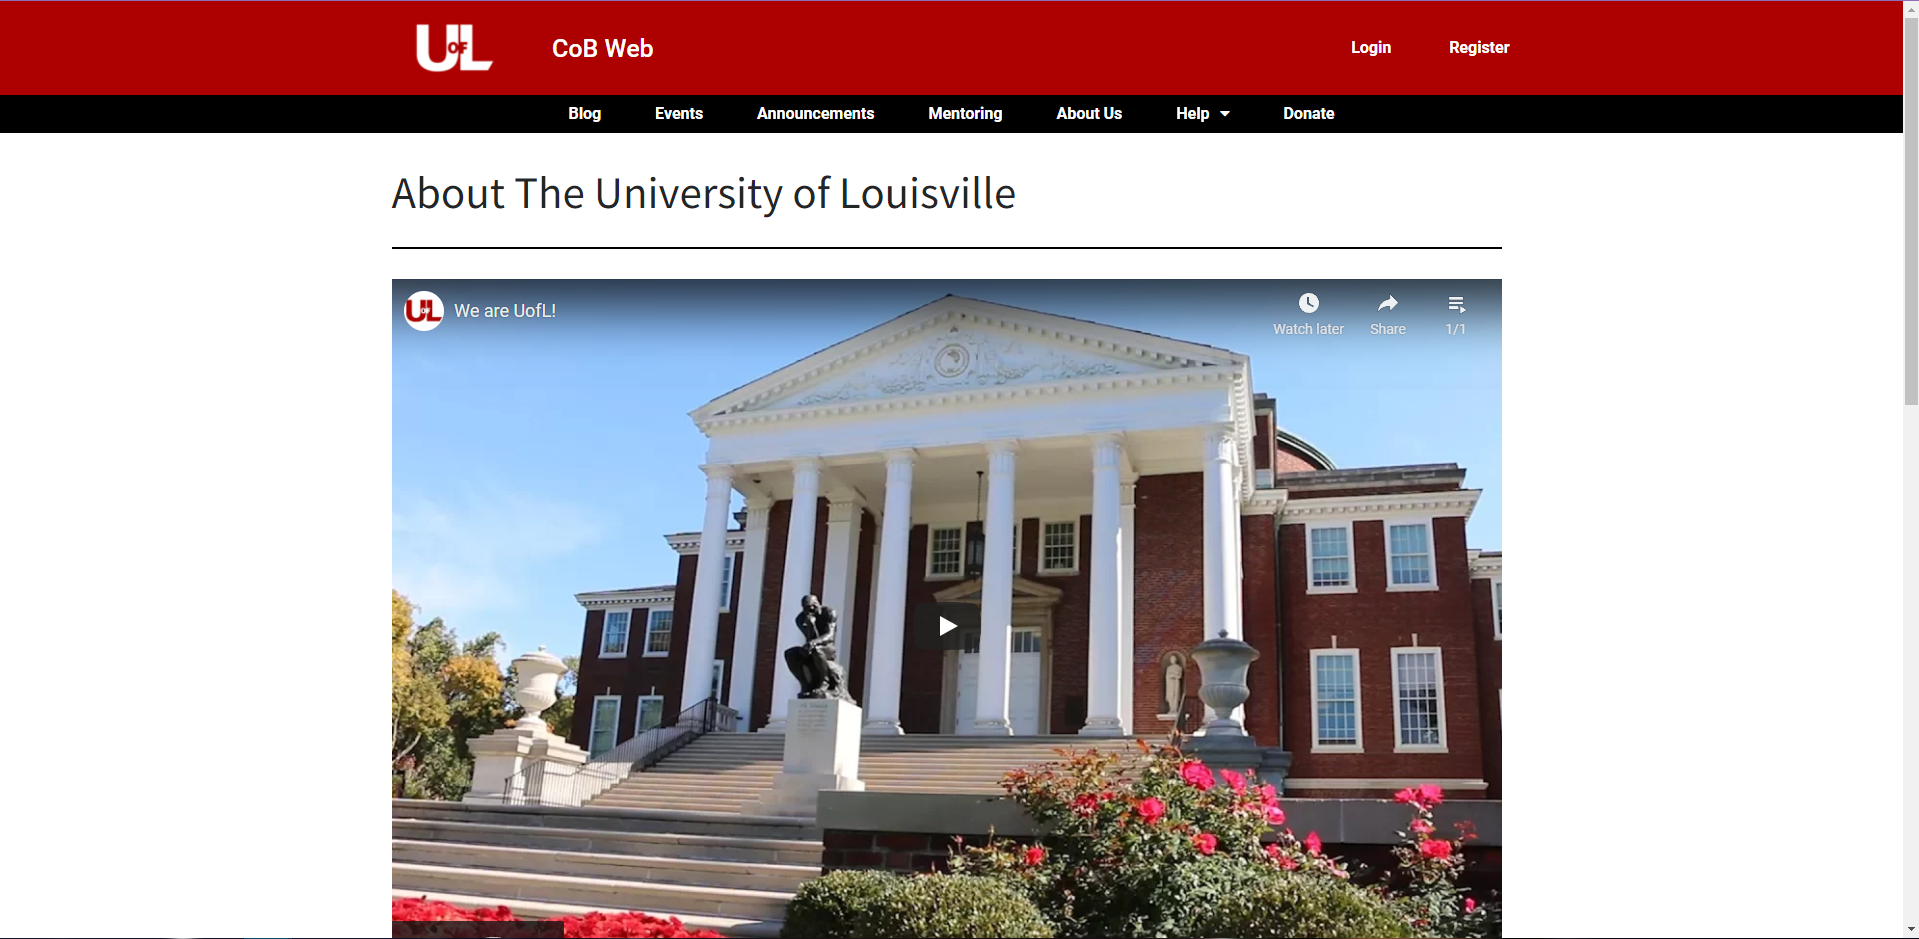 UOFL
CoB Web
Login
Register
Blog
Events
Announcements
Mentoring
About Us
Help
Donate
About The University of Louisville
UOFL
We are UofL!
Watch later
Share
1/1